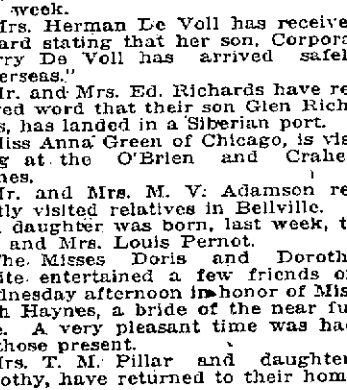 week.
Mrs. Herman De Voll has receive
ard stating that her son, Corpora
rry De Voll has arrived safel
erseas."
Mr. and Mrs. Ed. Richards have re
ved word that their son Glen Rich
s, has landed in a Siberian port.
Miss Anna Green of Chicago, is vis
g at the O'Brien and Crahe
mes.
Mr. and Mrs. M. V. Adamson re
tly visited relatives in Bellville.
daughter was born, last week, t
and Mrs. Louis Pernot.
The Misses Doris and Doroth
ite entertained a few friends o
dnesday afternoon in honor of Mis
h Haynes, a bride of the near fu
e. A very pleasant time was ha
those present.
Mrs. T. M. Pillar and daughter
othy, have returned to their hom